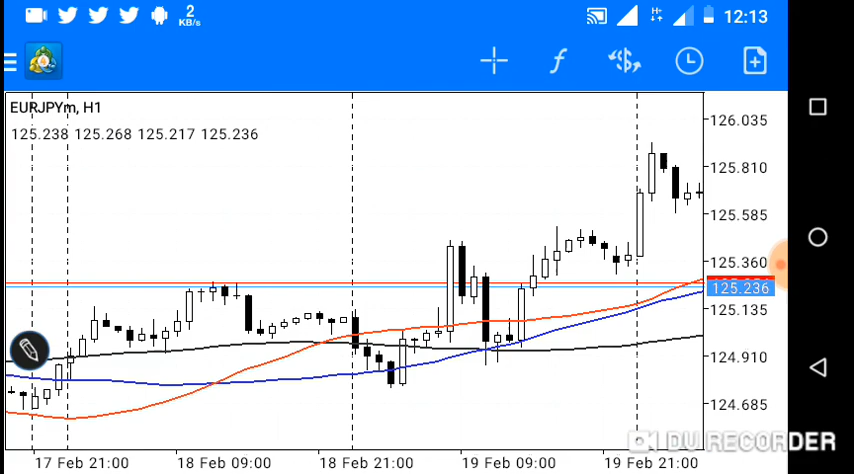 2
KB/s
H+
12:13
EURJPYm, H1
125.238 125.268 125.217 125.236
126.035
125.810
125.585
125.360
125.236
125.135
124.910
124.685
17 Feb 21:00
18 Feb 09:00
18 Feb 21:00
19 Feb 09:00
19 Feb 21:00
DU RECORDER